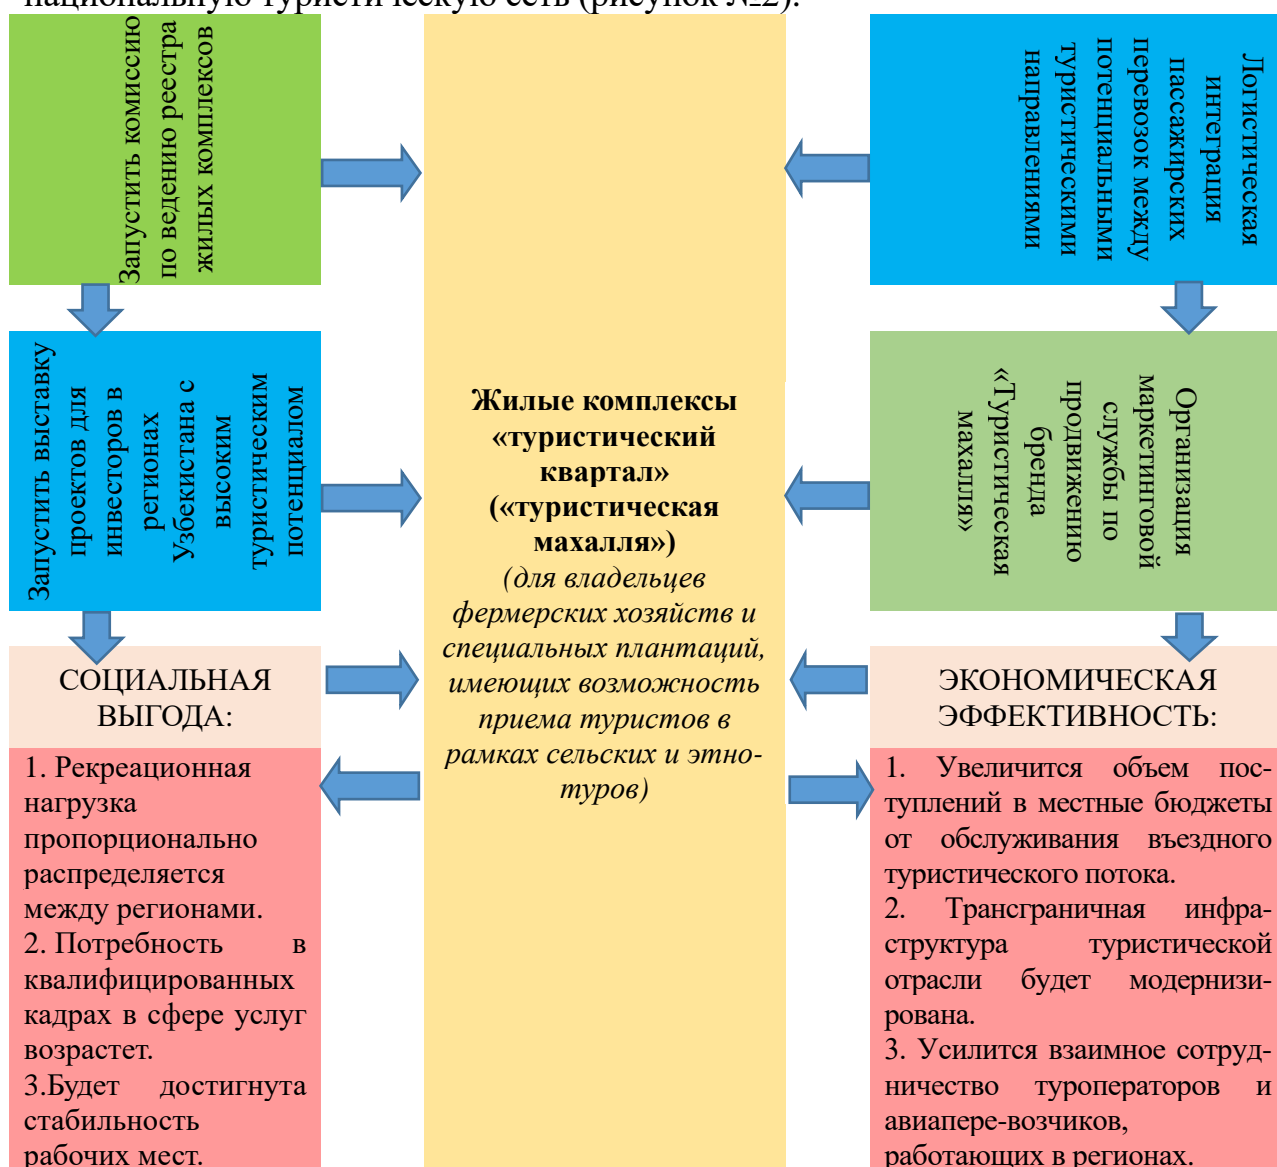 национальную туристическую сеть (рисунок №2).
Запустить комиссию
по ведению реестра
жилых комплексов
Запустить выставку
проектов для
инвесторов в
регионах
Узбекистана с
высоким
туристическим
потенциалом
СОЦИАЛЬНАЯ
ВЫГОДА:
1. Рекреационная
нагрузка
пропорционально
распределяется
между регионами.
2. Потребность в
квалифицированных
кадрах в сфере услуг
возрастет.
3.Будет достигнута
стабильность
рабочих мест.
Жилые комплексы
«туристический
квартал»
(«туристическая
махалля»)
(для владельцев
фермерских хозяйств и
специальных плантаций,
имеющих возможность
приема туристов в
рамках сельских и этно-
туров)
Логистическая
интеграция
пассажирских
перевозок между
потенциальными
туристическими
направлениями
Организация
маркетинговой
службы по
продвижению
бренда
«Туристическая
махалля»
ЭКОНОМИЧЕСКАЯ
ЭФФЕКТИВНОСТЬ:
1. Увеличится объем пос-
туплений в местные бюджеты
от обслуживания въездного
туристического потока.
2. Трансграничная инфра-
структура туристической
отрасли будет модернизи-
рована.
3. Усилится взаимное сотруд-
ничество туроператоров и
авиапере-возчиков,
работающих в регионах.